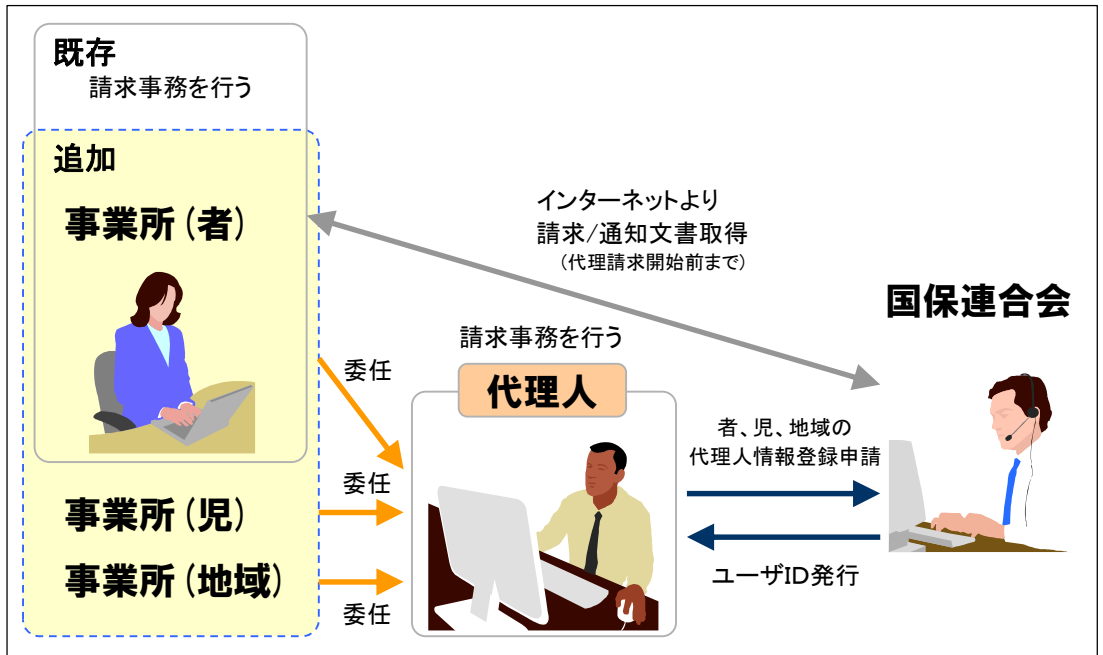 既存
請求事務を行う
追加
事業所(者)
インターネットより
請求/通知文書取得
(代理請求開始前まで)
国保連合会
請求事務を行う
代理人
委任
者、児、地域の
代理人情報登録申請
委任
事業所(児)
事業所(地域)
委任
ユーザID発行